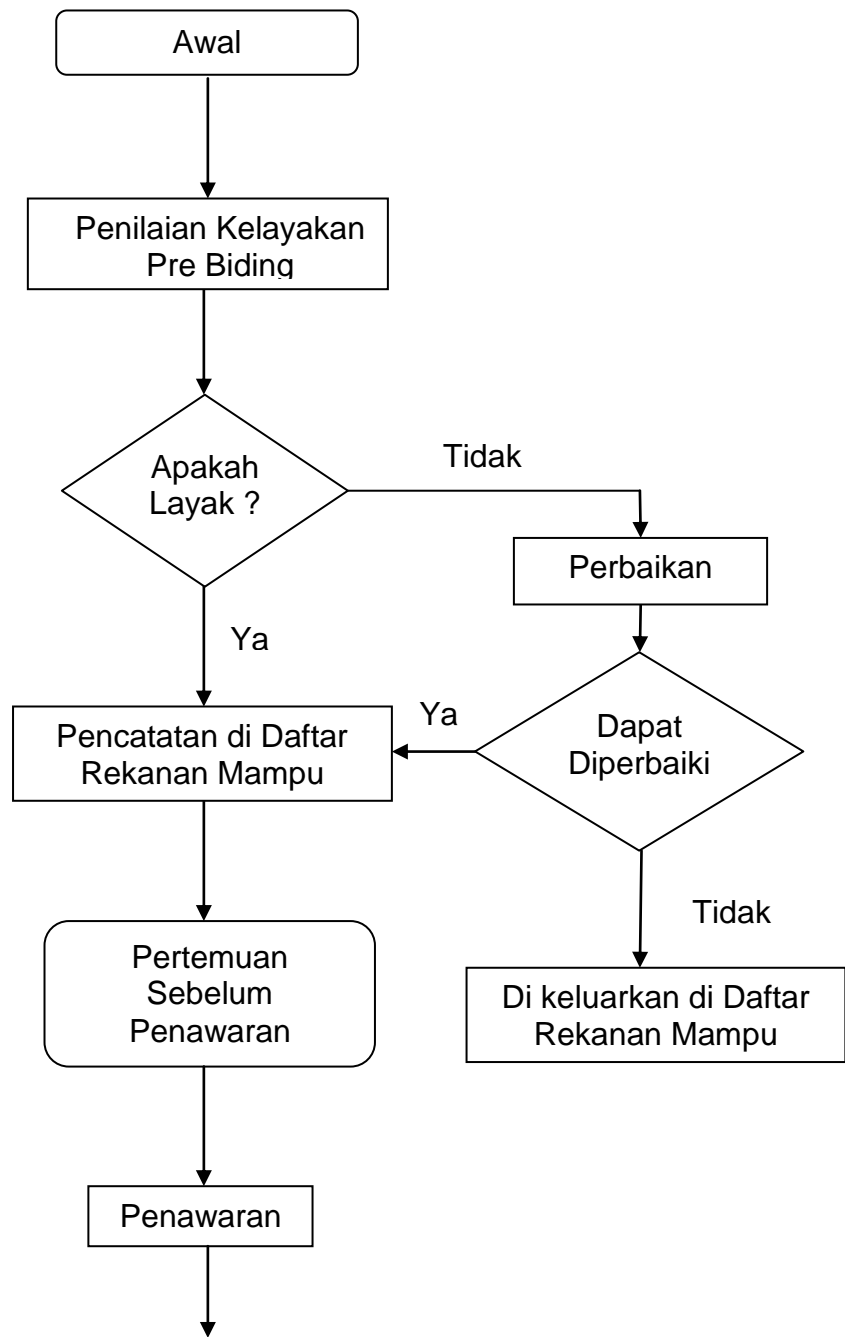 Awal
Penilaian Kelayakan
Pre Biding
Apakah
Layak ?
Tidak
Perbaikan
Ya
Dapat
Diperbaiki
Ya
Pencatatan di Daftar
Rekanan Mampu
Tidak
Pertemuan
Sebelum
Penawaran
Di keluarkan di Daftar
Rekanan Mampu
Penawaran